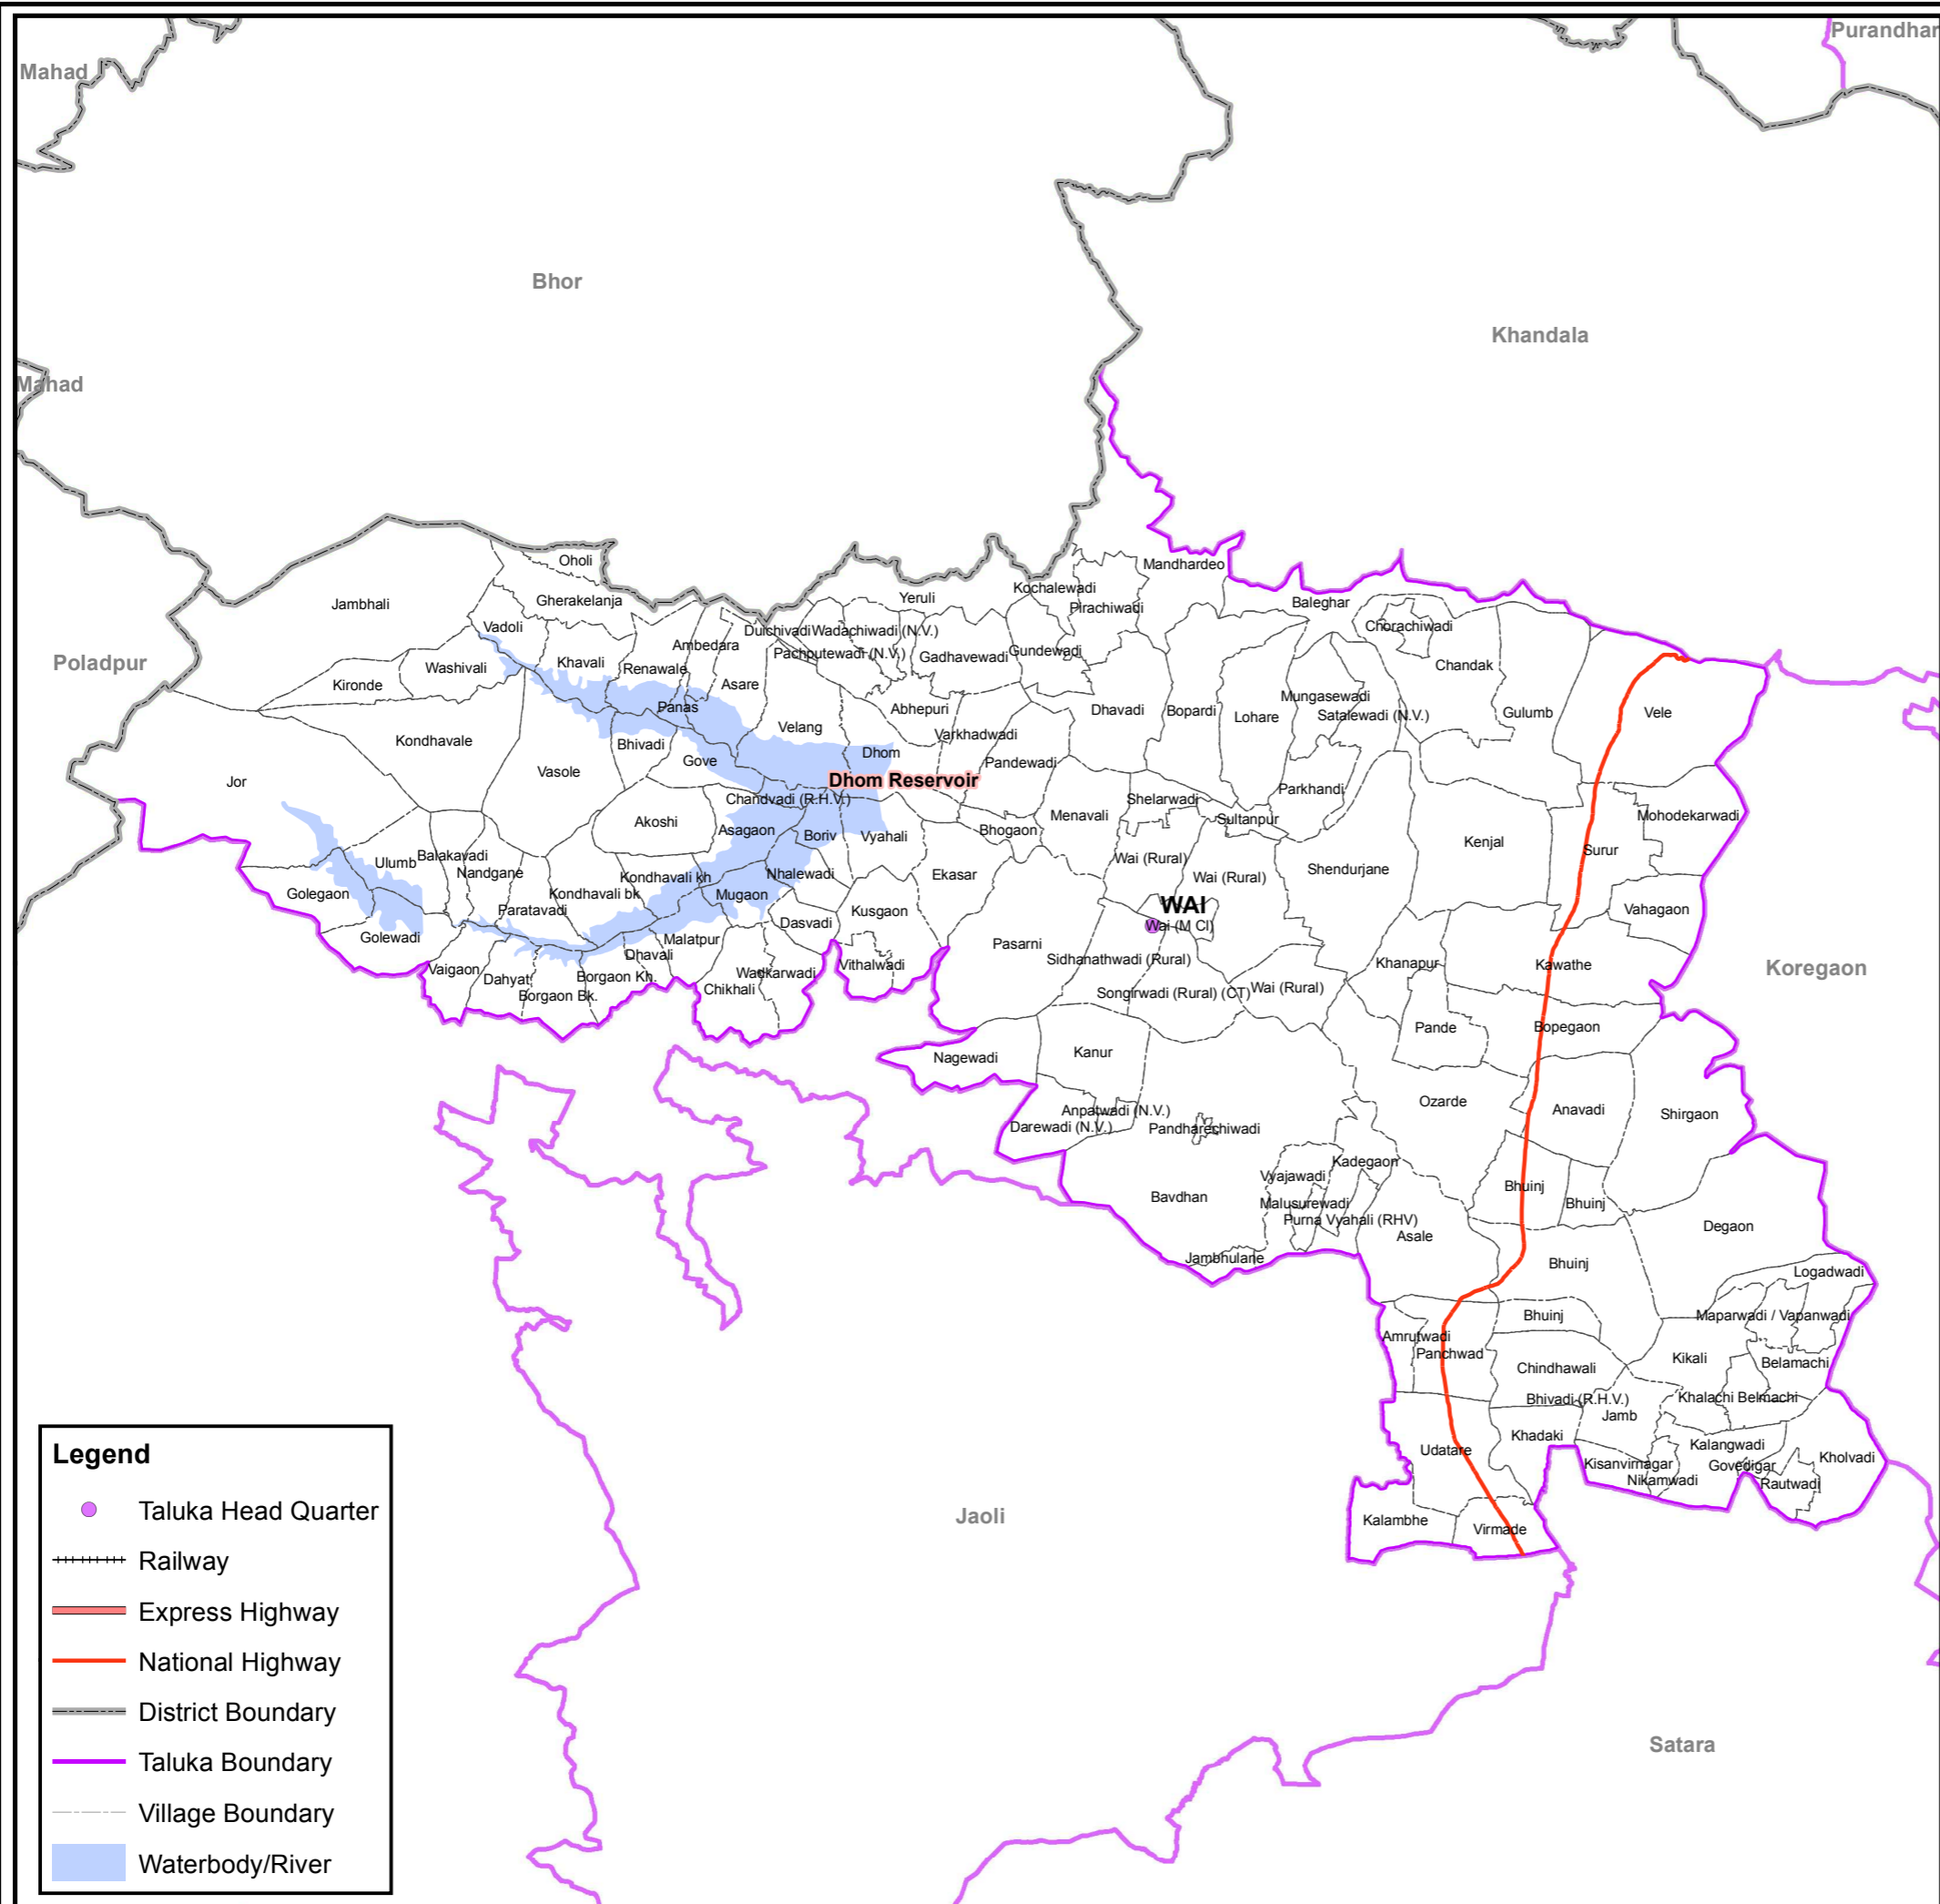 Purandhar
Mahad
Bhor
Khandala
Mahad
Poladpur
Koregaon
Jaoli
Satara
Oholi
Mandhardeo
Jambhali
Gherakelanja
Yeruli
Kochalewadi
Pirachiwadi
Baleghar
Vadoli
Dulchivadi
Wadachiwadi (N.V.)
Chorachiwadi
Ambedara
Pachputewadi (N.V.)
Gadhavewadi
Gundewadi
Washivali
Khavali
Renawale
Chandak
Kironde
Asare
Mungasewadi
Panas
Abhepuri
Dhavadi
Bopardi
Lohare
Satalewadi (N.V.)
Gulumb
Vele
Velang
Varkhadwadi
Kondhavale
Bhivadi
Gove
Dhom
Pandewadi
Jor
Vasole
Dhom Reservoir
Parkhandi
Chandvadi (R.H.V.)
Shelarwadi
Akoshi
Asagaon
Boriv
Vyahali
Bhogaon
Menavali
Sultanpur
Mohodekarwadi
Kenjal
Surur
Ulumb
Balakavadi
Nandgane
Kondhavali kh
Nhalewadi
Ekasar
Wai (Rural)
Wai (Rural)
Shendurjane
Golegaon
Kondhavali bk
Mugaon
Paratavadi
Kusgaon
WAI
Wai (M Cl)
Vahagaon
Golewadi
Dasvadi
Malatpur
Pasarni
Dhavali
Sidhanathwadi (Rural)
Khanapur
Kawathe
Vaigaon
Dahyat
Borgaon Kh.
Wadkarwadi
Vithalwadi
Chikhali
Borgaon Bk.
Songirwadi (Rural) (CT)
Wai (Rural)
Pande
Bopegaon
Nagewadi
Kanur
Ozarde
Anavadi
Shirgaon
Anpatwadi (N.V.)
Darewadi (N.V.)
Pandharechiwadi
Kadegaon
Vyajawadi
Bhuinj
Bavdhan
Malusurewadi
Bhuinj
Purna Vyahali (RHV)
Asale
Degaon
Jambhulane
Bhuinj
Logadwadi
Bhuinj
Maparwadi / Vapanwadi
Amrutwadi
Panchwad
Kikali
Belamachi
Chindhawali
Bhivadi (R.H.V.)
Khalachi Belmachi
Jamb
Khadaki
Udatare
Kalangwadi
Kholvadi
Kisanvirnagar
Govedigar
Nikamwadi
Rautwadi
Kalambhe
Virmade
Legend
Taluka Head Quarter
Railway
Express Highway
National Highway
District Boundary
Taluka Boundary
Village Boundary
Waterbody/River